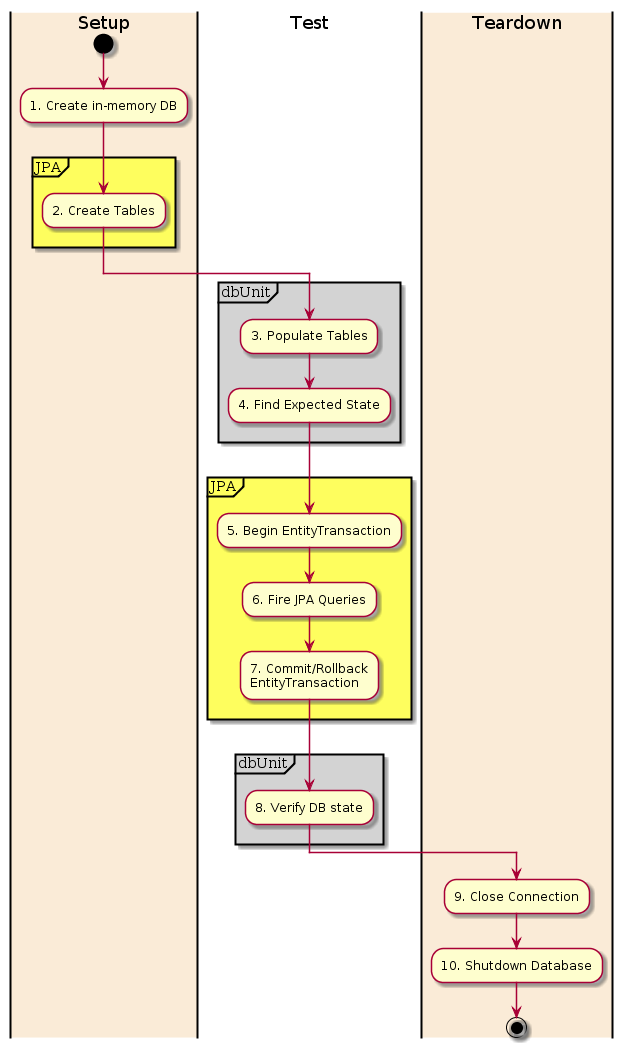 Setup
Test
Teardown
1. Create in-memory DB
JPA
2. Create Tables
dbUnit
3. Populate Tables
4. Find Expected State
JPA
5. Begin EntityTransaction
6. Fire JPA Queries
7. Commit/Rollback
EntityTransaction
dbUnit
8. Verify DB state
9. Close Connection
10. Shutdown Database